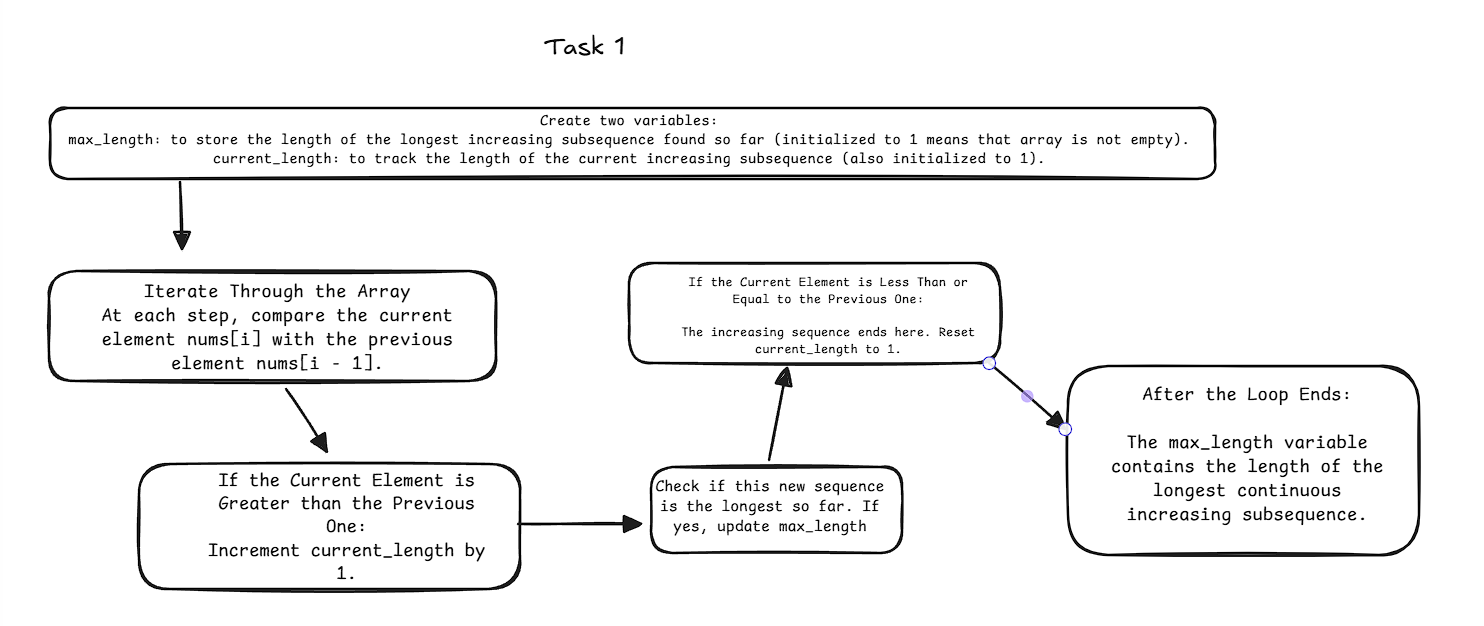 Task 1
Create two variables:
max_length: to store the length of the longest increasing subsequence found so far (initialized to 1 means that array is not empty).
current_length: to track the length of the current increasing subsequence (also initialized to 1).
Iterate Through the Array
At each step, compare the current
element nums[i] with the previous
element nums[i - 1].
If the Current Element is
Greater than the Previous
One:
Increment current_length by
1.
Check if this new sequence
is the longest so far. If
yes, update max_length
If the Current Element is Less Than or
Equal to the Previous One:
The increasing sequence ends here. Reset
current_length to 1.
After the Loop Ends:
The max_length variable
contains the length of the
longest continuous
increasing subsequence.